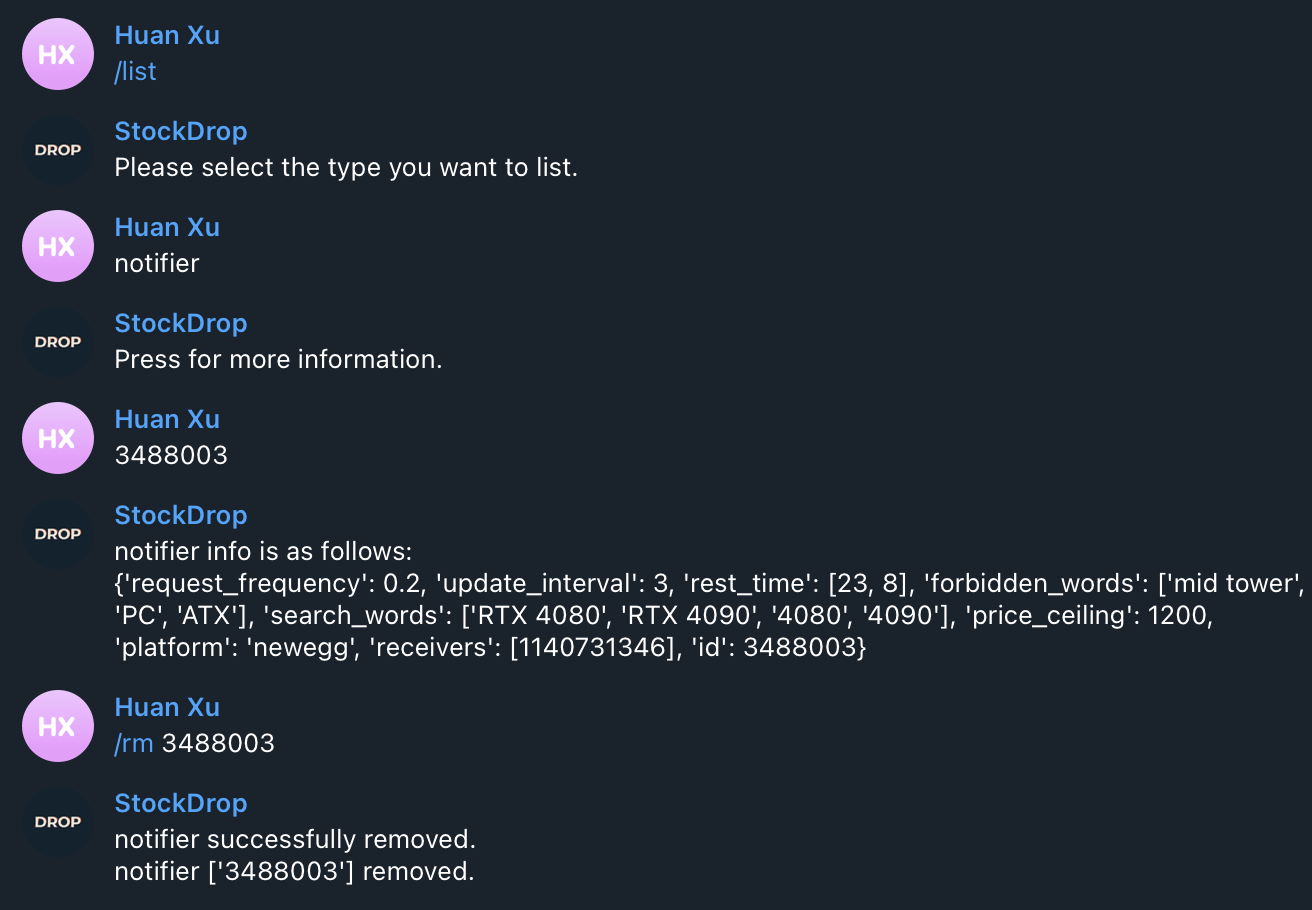 HX
Huan Xu
/list
DROP
StockDrop
Please select the type you want to list.
HX
Huan Xu
notifier
DROP
StockDrop
Press for more information.
HX
Huan Xu
3488003
DROP
StockDrop
notifier info is as follows:
{'request_frequency': 0.2, 'update_interval': 3, 'rest_time': [23, 8], 'forbidden_words': ['mid tower',
'PC', 'ATX'], 'search_words': ['RTX 4080', 'RTX 4090', '4080', '4090'], 'price_ceiling': 1200,
'platform': 'newegg', 'receivers': [1140731346], 'id': 3488003}
HX
Huan Xu
/rm 3488003
DROP
StockDrop
notifier successfully removed.
notifier ['3488003'] removed.